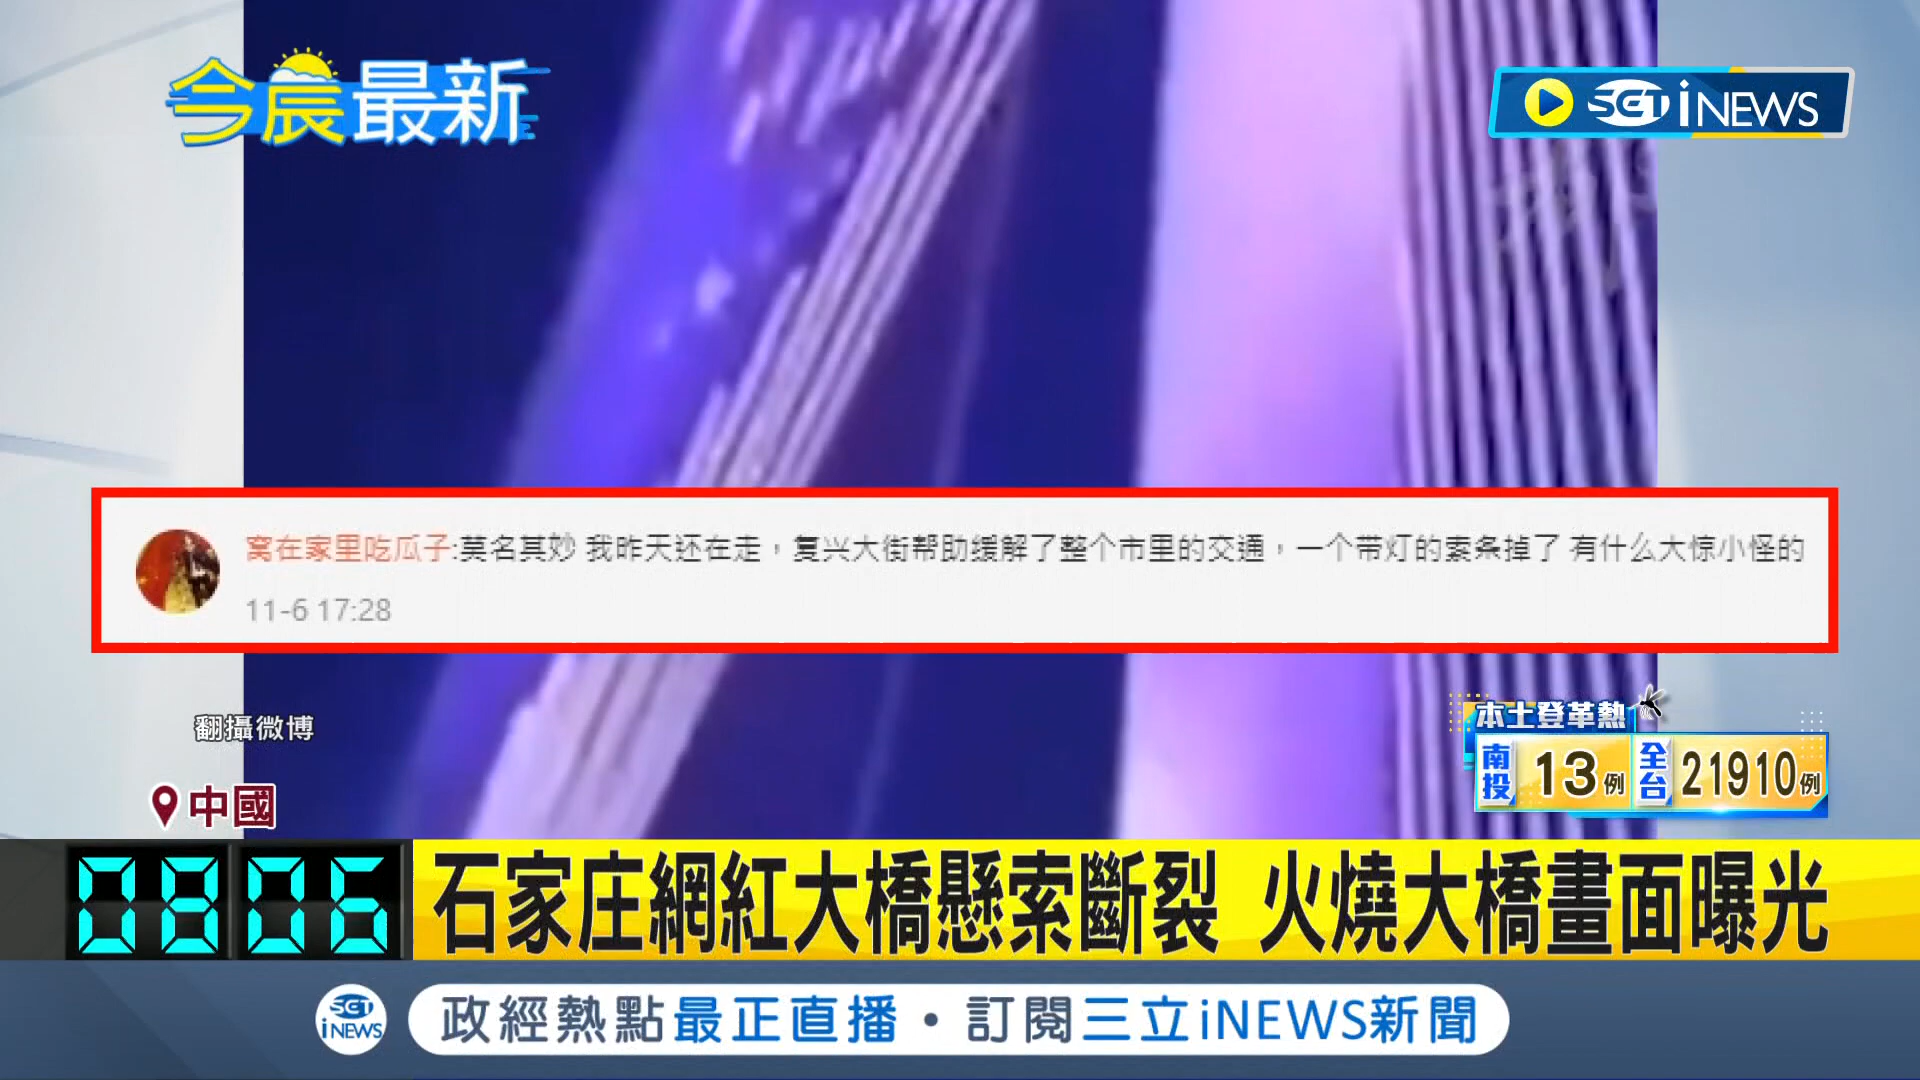 今晨最新
SET iNEWS
窝在家里吃瓜子:莫名其妙 我昨天还在走，复兴大街帮助缓解了整个市里的交通，一个带灯的索条掉了 有什么大惊小怪的
11-6 17:28
翻攝微博
中國
本土登革熱
南投 13例 全台 21910例
0806
石家庄網紅大橋懸索斷裂 火燒大橋畫面曝光
SET iNEWS
政經熱點最正直播・訂閱三立iNEWS新聞